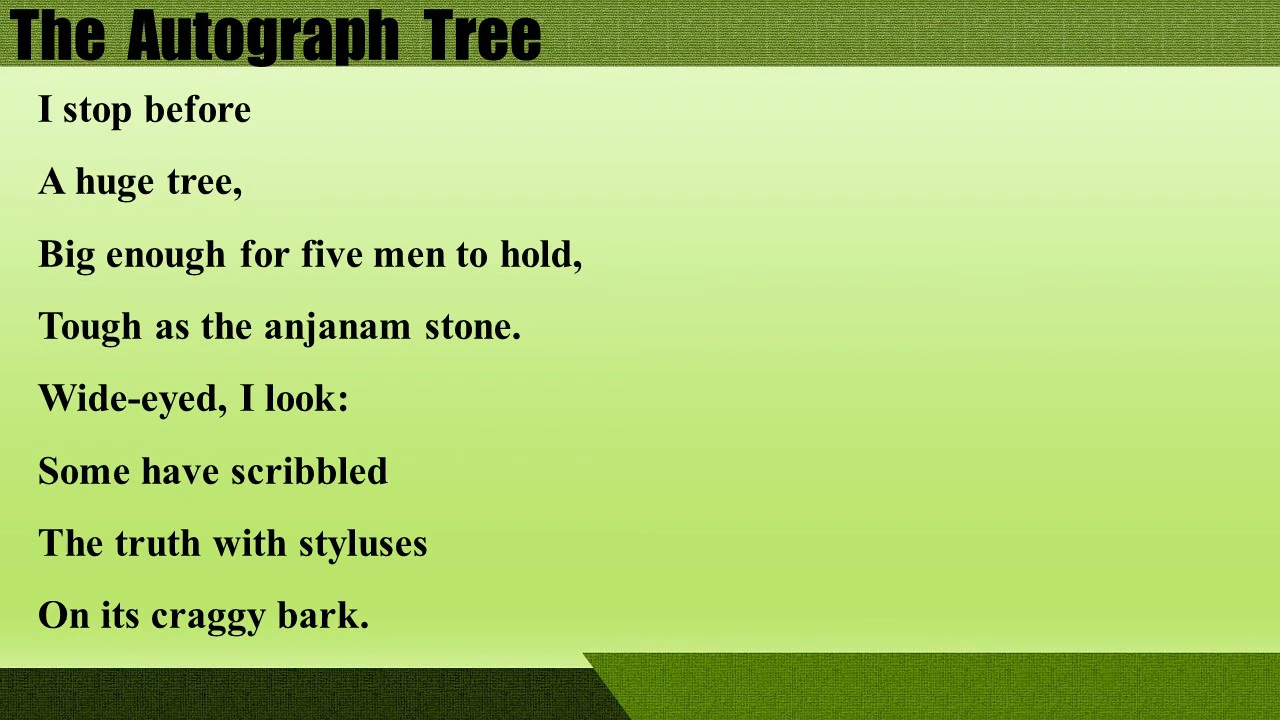 The Autograph Tree
I stop before
A huge tree,
Big enough for five men to hold,
Tough as the anjanam stone.
Wide-eyed, I look:
Some have scribbled
The truth with styluses
On its craggy bark.